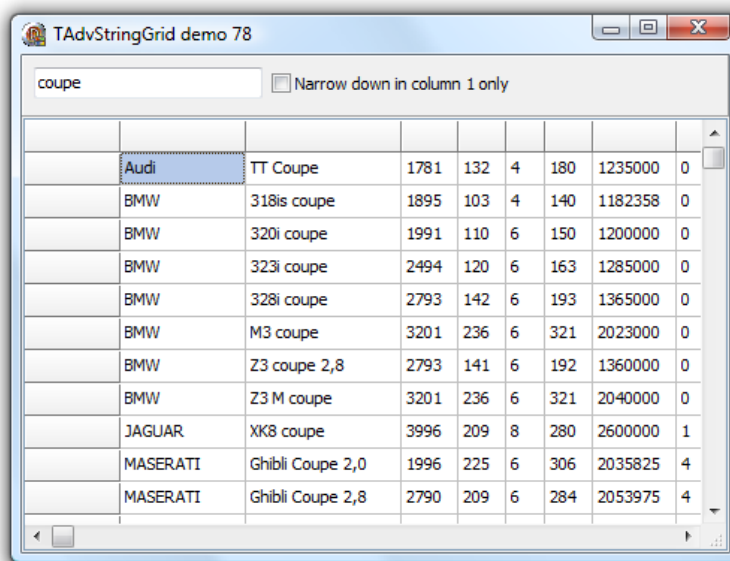 TAdvStringGrid demo 78
coupe Narrow down in column 1 only
Audi TT Coupe 1781 132 4 180 1235000 0
BMW 318is coupe 1895 103 4 140 1182358 0
BMW 320i coupe 1991 110 6 150 1200000 0
BMW 323i coupe 2494 120 6 163 1285000 0
BMW 328i coupe 2793 142 6 193 1365000 0
BMW M3 coupe 3201 236 6 321 2023000 0
BMW Z3 coupe 2,8 2793 141 6 192 1360000 0
BMW Z3 M coupe 3201 236 6 321 2040000 0
JAGUAR XK8 coupe 3996 209 8 280 2600000 1
MASERATI Ghibli Coupe 2,0 1996 225 6 306 2035825 4
MASERATI Ghibli Coupe 2,8 2790 209 6 284 2053975 4